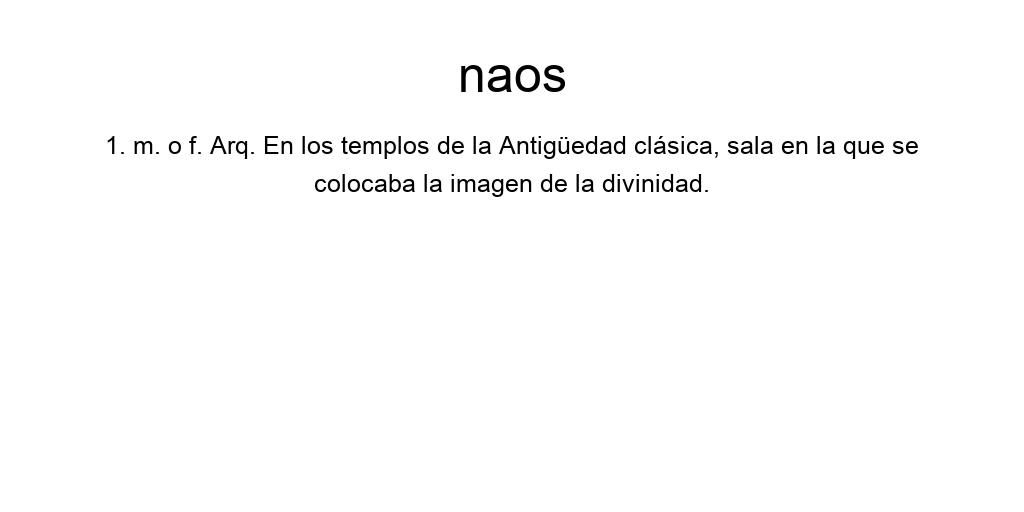 naos
1. m. o f. Arq. En los templos de la Antigüedad clásica, sala en la que se
colocaba la imagen de la divinidad.